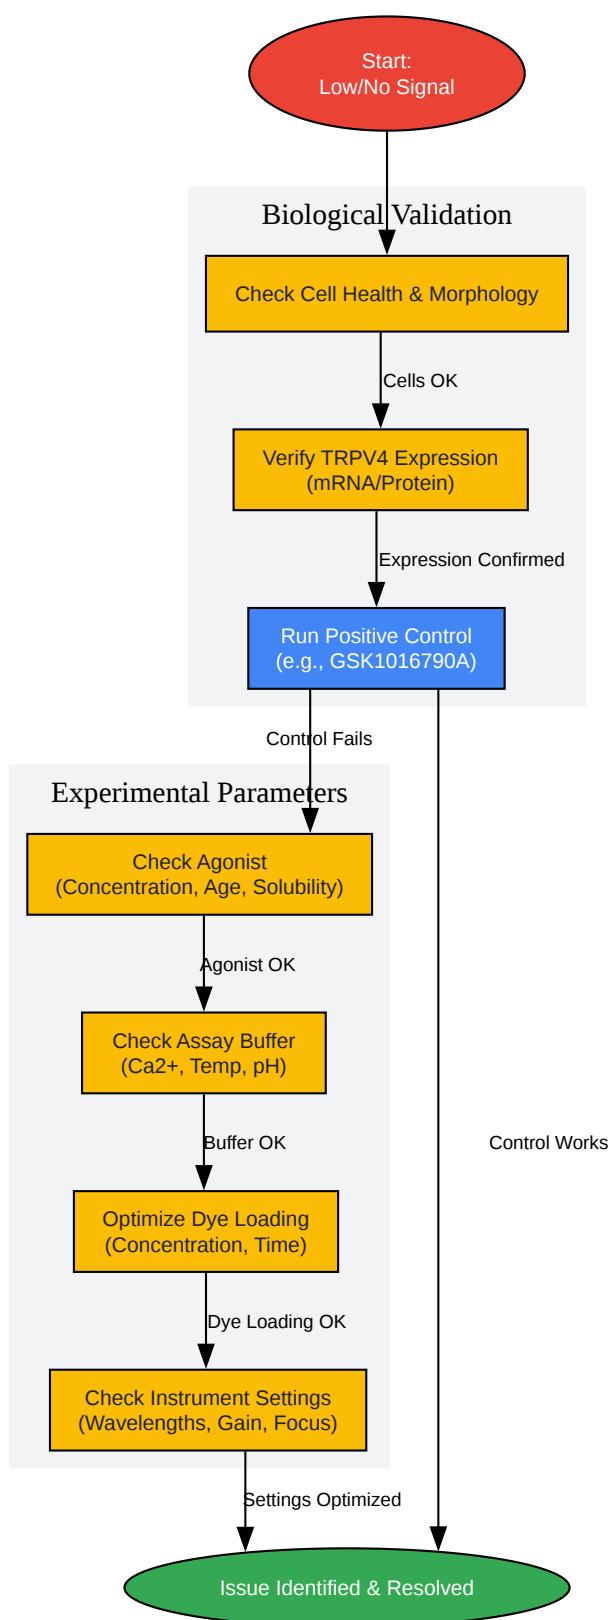 Start:
Low/No Signal
Biological Validation
Check Cell Health & Morphology
Cells OK
Verify TRPV4 Expression
(mRNA/Protein)
Expression Confirmed
Run Positive Control
(e.g., GSK1016790A)
Control Fails
Experimental Parameters
Check Agonist
(Concentration, Age, Solubility)
Agonist OK
Check Assay Buffer
(Ca2+, Temp, pH)
Buffer OK
Control Works
Optimize Dye Loading
(Concentration, Time)
Dye Loading OK
Check Instrument Settings
(Wavelengths, Gain, Focus)
Settings Optimized
Issue Identified & Resolved